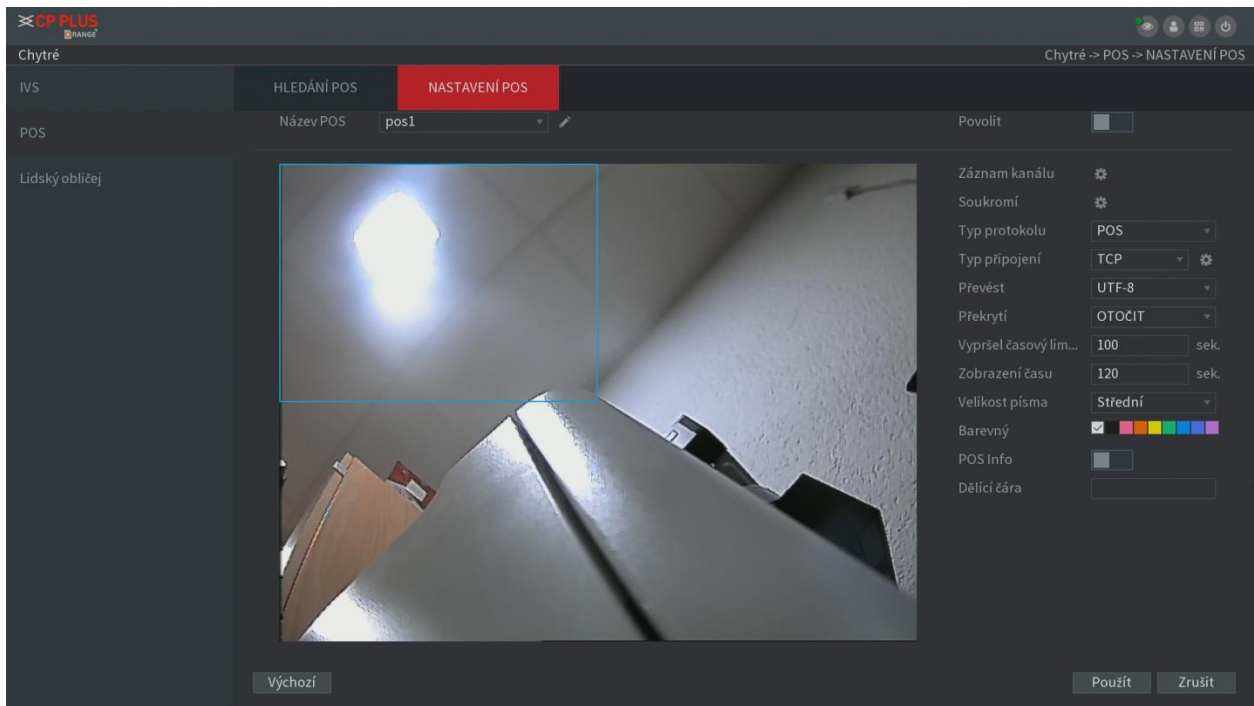 CP PLUS
ORANGE
Chytré
Chytré -> POS -> NASTAVENÍ POS
IVS
POS
Lidský obličej
HLEDÁNÍ POS
NASTAVENÍ POS
Název POS pos1
Povolit
Záznam kanálu
Soukromí
Typ protokolu POS
Typ připojení TCP
Převést UTF-8
Překrytí OTOČIT
Vypršel časový lim... 100 sek.
Zobrazení času 120 sek.
Velikost písma Střední
Barevný
POS Info
Dělící čára
Výchozí
Použít
Zrušit